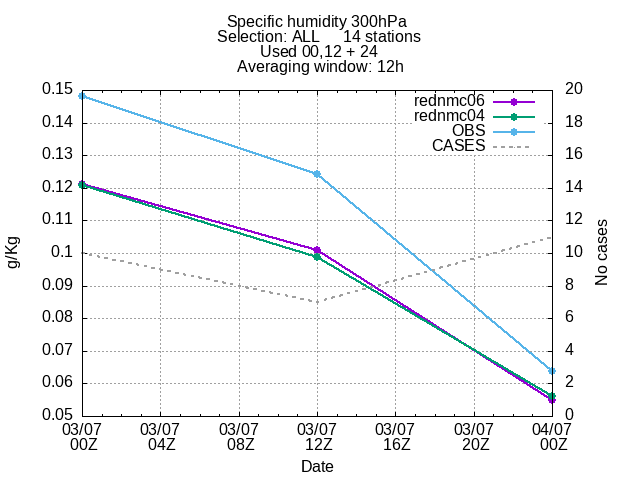 Specific humidity 300hPa
Selection: ALL 14 stations
Used 00,12 + 24
Averaging window: 12h
rednmc06
rednmc04
OBS
CASES
g/Kg
0.15
0.14
0.13
0.12
0.11
0.1
0.09
0.08
0.07
0.06
0.05
No cases
20
18
16
14
12
10
8
6
4
2
0
03/07 03/07 03/07 03/07 03/07 03/07 04/07
00Z 04Z 08Z 12Z 16Z 20Z 00Z
Date